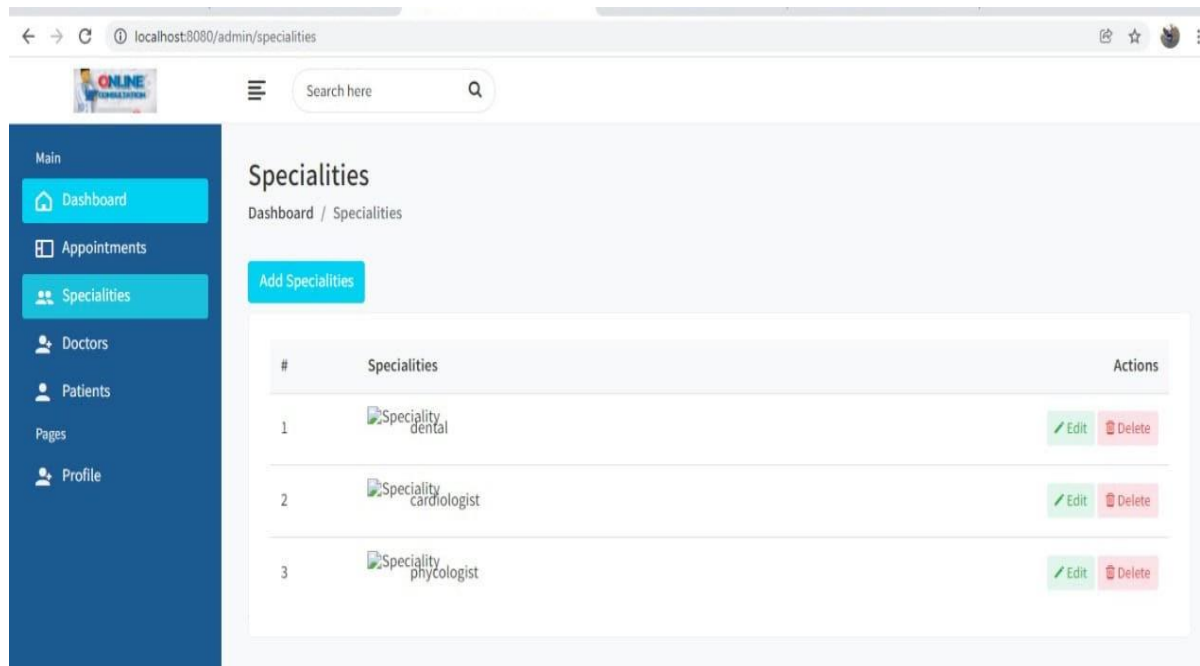 localhost:8080/admin/specialities
ONLINE
CONSULTATION
Search here
Main
Dashboard
Appointments
Specialities
Doctors
Patients
Pages
Profile
Specialities
Dashboard / Specialities
Add Specialities
# Specialities Actions
1 Speciality dental Edit Delete
2 Speciality cardiologist Edit Delete
3 Speciality phycologist Edit Delete